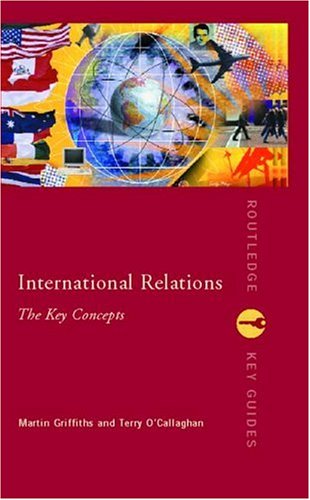 International Relations
The Key Concepts
ROUTLEDGE
KEY GUIDES
Martin Griffiths and Terry O'Callaghan